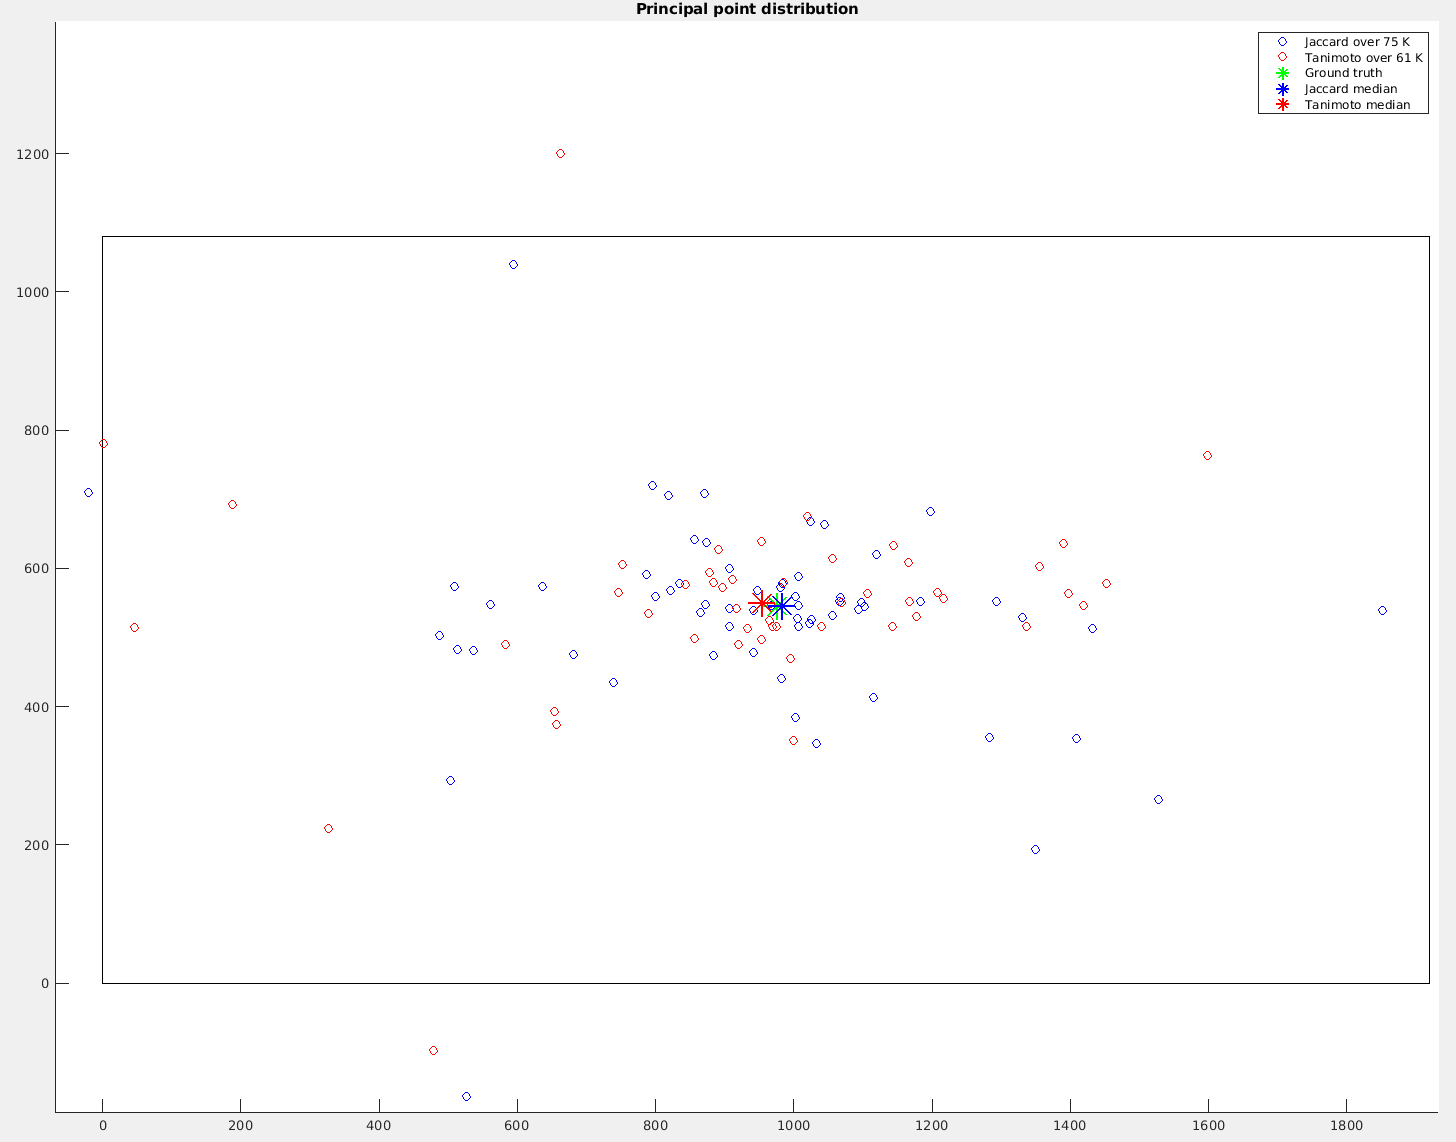 Principal point distribution
Jaccard over 75 K
Tanimoto over 61 K
Ground truth
Jaccard median
Tanimoto median
1200
1000
800
600
400
200
0
0 200 400 600 800 1000 1200 1400 1600 1800